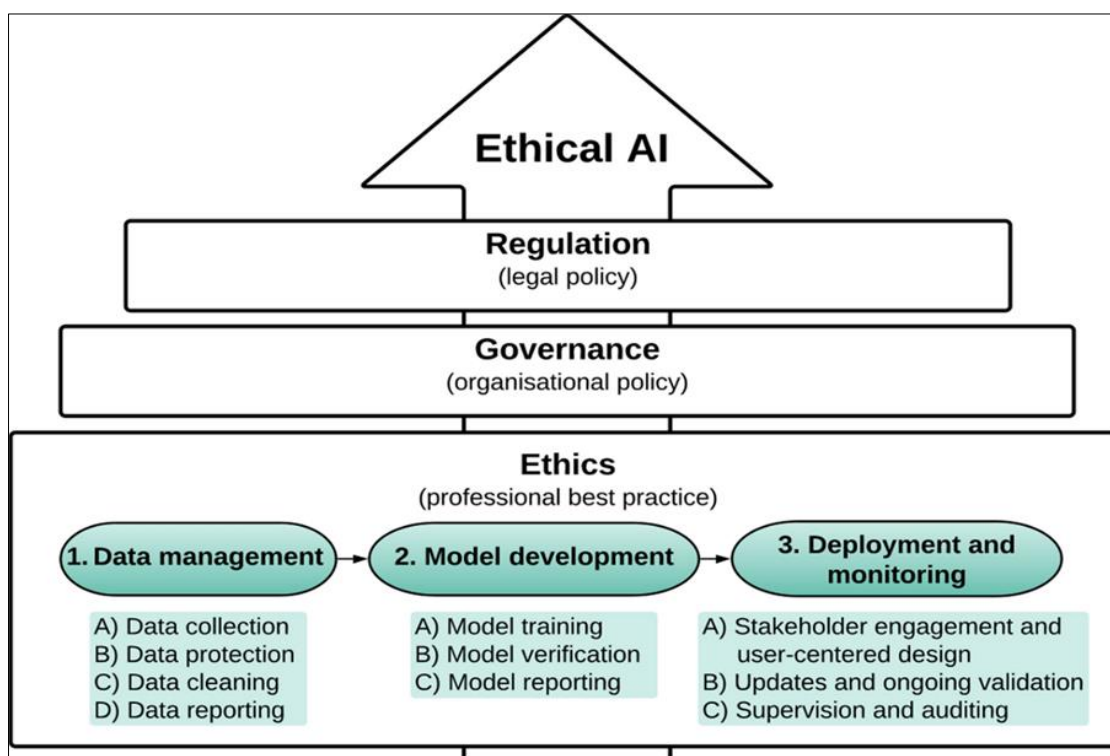 Ethical AI
Regulation
(legal policy)
Governance
(organisational policy)
Ethics
(professional best practice)
1. Data management
2. Model development
3. Deployment and
monitoring
A) Data collection
B) Data protection
C) Data cleaning
D) Data reporting
A) Model training
B) Model verification
C) Model reporting
A) Stakeholder engagement and
user-centered design
B) Updates and ongoing validation
C) Supervision and auditing